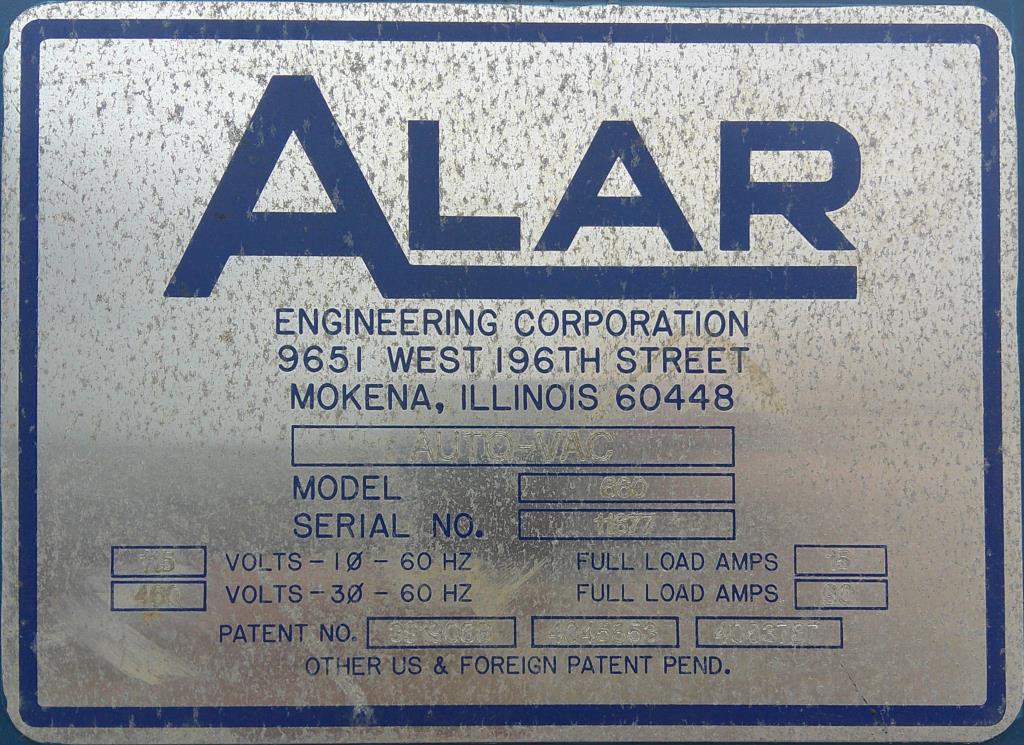 ALAR
ENGINEERING CORPORATION
9651 WEST 196TH STREET
MOKENA, ILLINOIS 60448
AUTO-VAC
MODEL
SERIAL NO.
VOLTS-1Ø-60 HZ FULL LOAD AMPS
VOLTS-3Ø-60 HZ FULL LOAD AMPS
PATENT NO.
OTHER US & FOREIGN PATENT PEND.